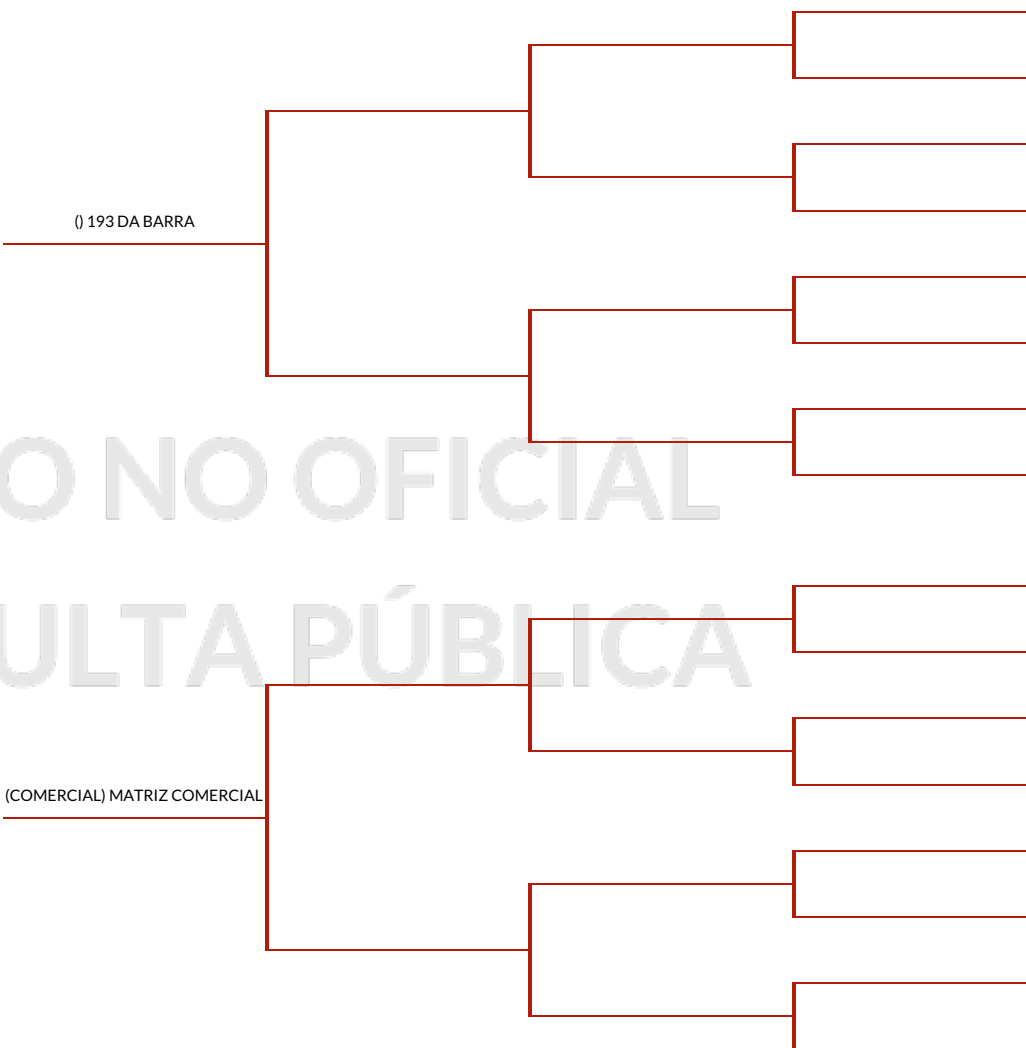 () 193 DA BARRA
O NO OFICIAL
ULTA PÚBLICA
(COMERCIAL) MATRIZ COMERCIAL